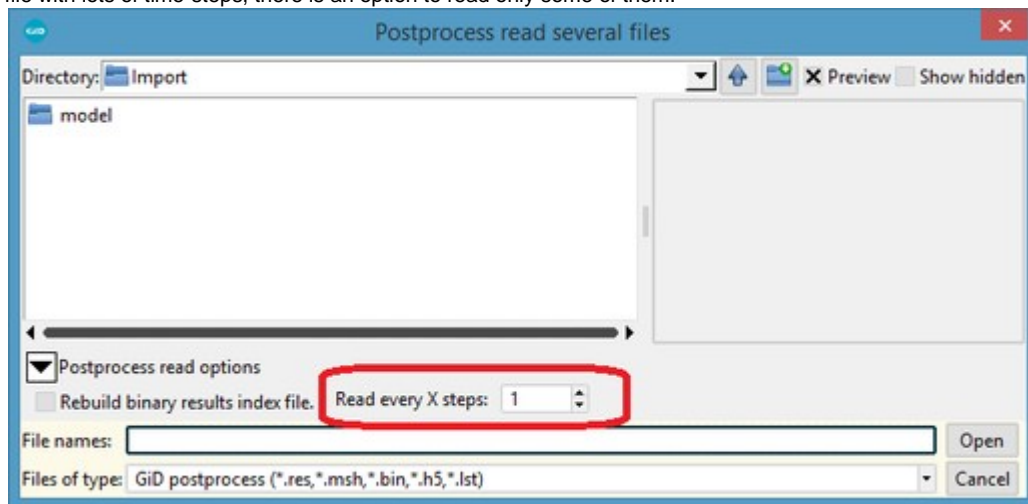 file with lots of time-steps, there is an option to read only some of them.
GiD
Postprocess read several files
Directory: Import
Preview
Show hidden
model
Postprocess read options
Rebuild binary results index file.
Read every X steps: 1
File names:
Open
Files of type: GiD postprocess (*.res,*.msh,*.bin,*.h5,*.lst)
Cancel